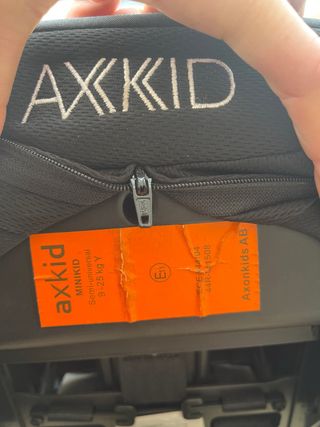 AXKID
axkid
MINIKID
Semi-universal
9-25 kg Y
Axonkids AB